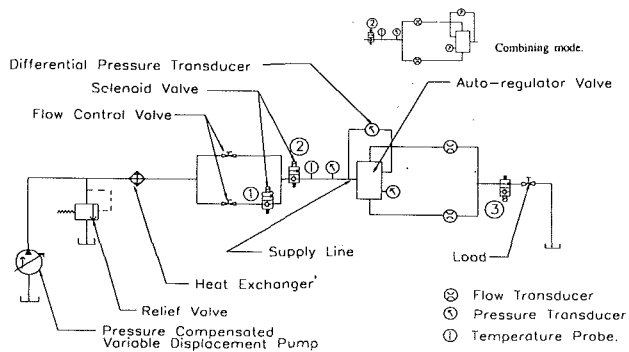 ②
Combining mode.
Differential Pressure Transducer
Solenoid Valve
Flow Control Valve
Auto-regulator Valve
②
①
③
Supply Line
Load
Heat Exchanger
Relief Valve
Pressure Compensated
Variable Displacement Pump
Flow Transducer
Pressure Transducer
Temperature Probe.